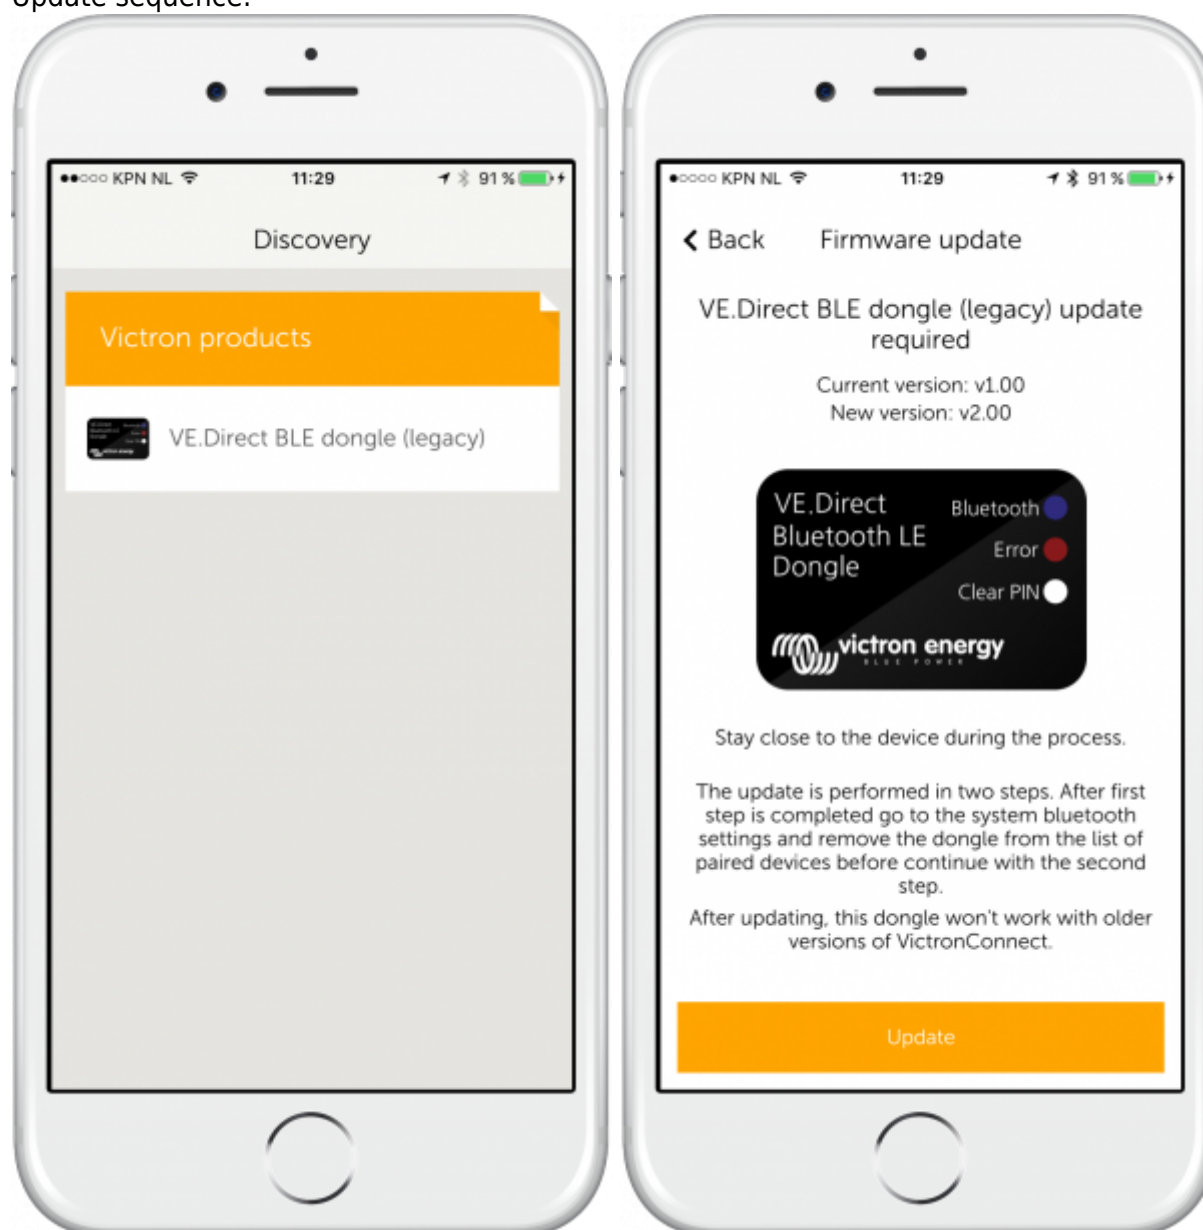 update sequence:
KPN NL 11:29 91 %
Discovery
Victron products
VE.Direct BLE dongle (legacy)
KPN NL 11:29 91 %
Back Firmware update
VE.Direct BLE dongle (legacy) update
required
Current version: v1.00
New version: v2.00
VE.Direct
Bluetooth LE
Dongle
Bluetooth
Error
Clear PIN
victron energy
BLUE POWER
Stay close to the device during the process.
The update is performed in two steps. After first
step is completed go to the system bluetooth
settings and remove the dongle from the list of
paired devices before continue with the second
step.
After updating, this dongle won't work with older
versions of VictronConnect.
Update